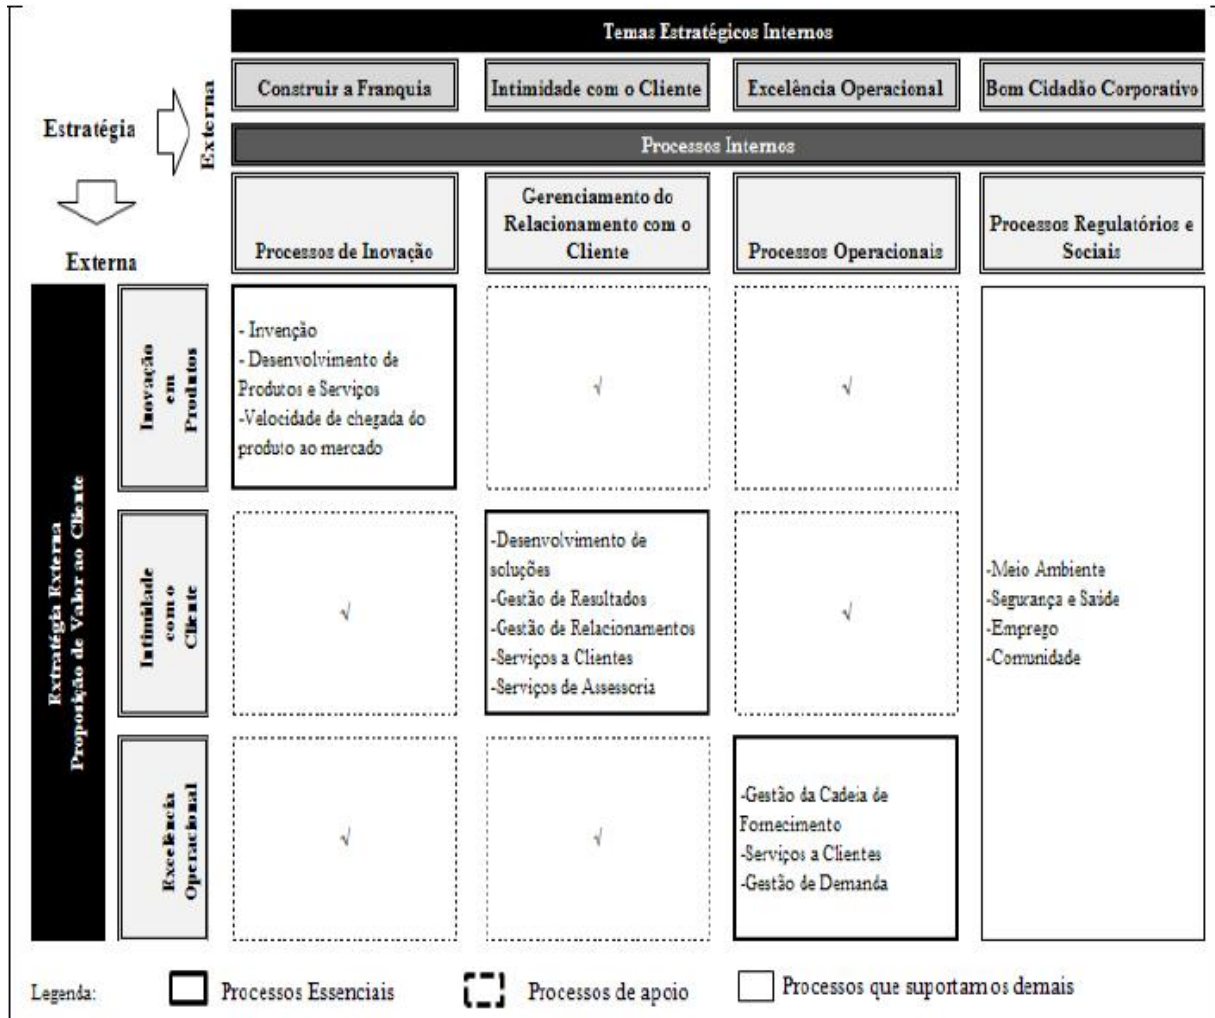 Temas Estratégicos Internos
Construir a Franquia
Intimidade com o Cliente
Excelência Operacional
Bom Cidadão Corporativo
Estratégia
Externa
Processos Internos
Externa
Processos de Inovação
Gerenciamento do
Relacionamento com o
Cliente
Processos Operacionais
Processos Regulatórios e
Sociais
Extratégia Externa
Proposição de Valor ao Cliente
Inovação
em
Produtos
- Invenção
- Desenvolvimento de
Produtos e Serviços
-Velocidade de chegada do
produto ao mercado
√
√
Intimidade
com o
Cliente
√
-Desenvolvimento de
soluções
-Gestão de Resultados
-Gestão de Relacionamentos
-Serviços a Clientes
-Serviços de Assessoria
√
-Meio Ambiente
-Segurança e Saúde
-Emprego
-Comunidade
Excelência
Operacional
√
√
-Gestão da Cadeia de
Fornecimento
-Serviços a Clientes
-Gestão de Demanda
Legenda:
Processos Essenciais
Processos de apoio
Processos que suportam os demais